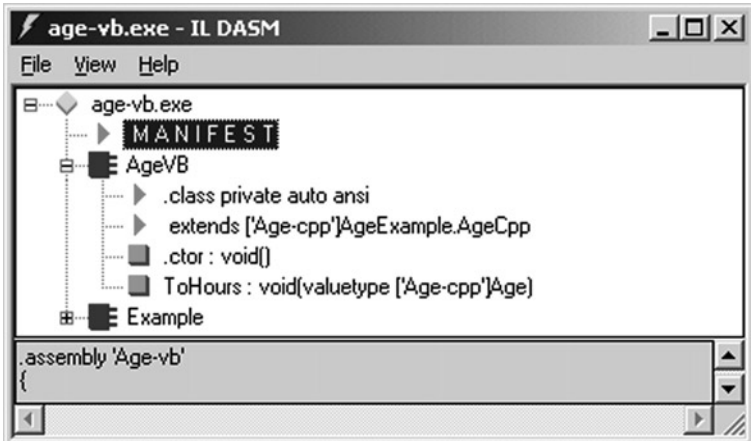 age-vb.exe - IL DASM
File View Help
age-vb.exe
MANIFEST
AgeVB
.class private auto ansi
extends ['Age-cpp']AgeExample.AgeCpp
.ctor : void()
ToHours : void(valuetype ['Age-cpp']Age)
Example
.assembly 'Age-vb'
{